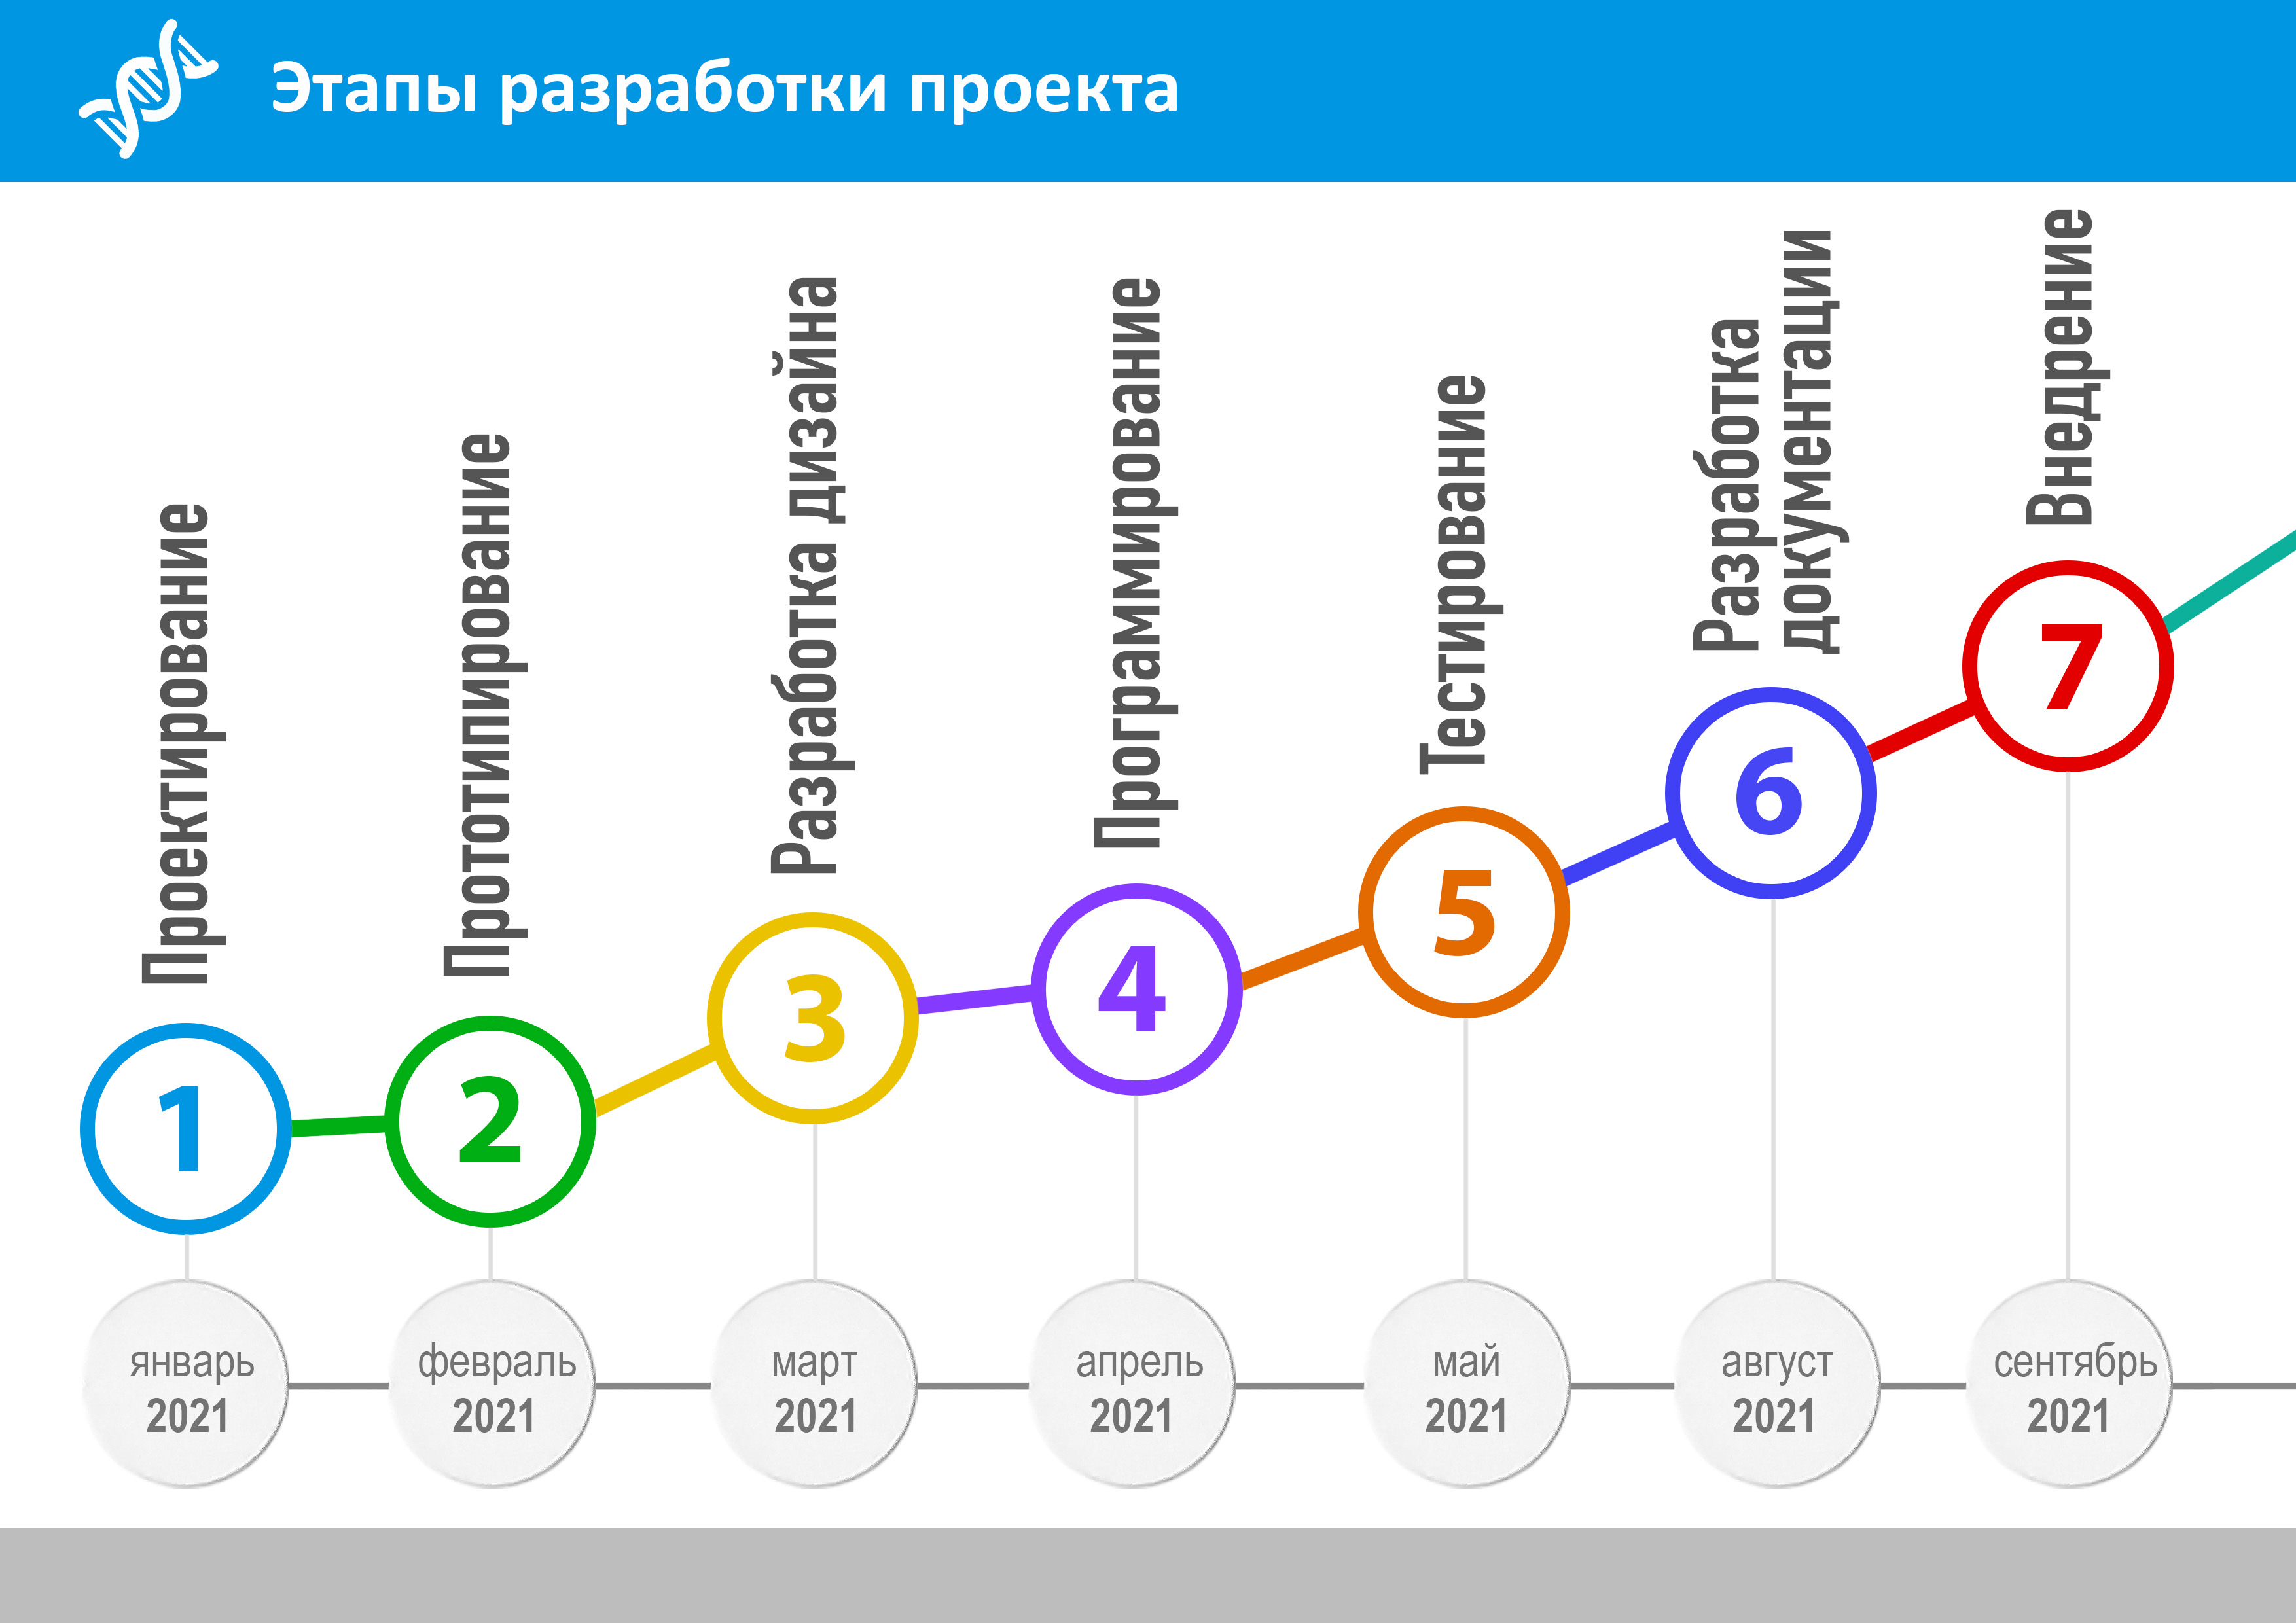 Этапы разработки проекта
Проектирование
Прототипирование
Разработка дизайна
Программирование
Тестирование
Разработка
документации
Внедрение
1
2
3
4
5
6
7
январь
2021
февраль
2021
март
2021
апрель
2021
май
2021
август
2021
сентябрь
2021